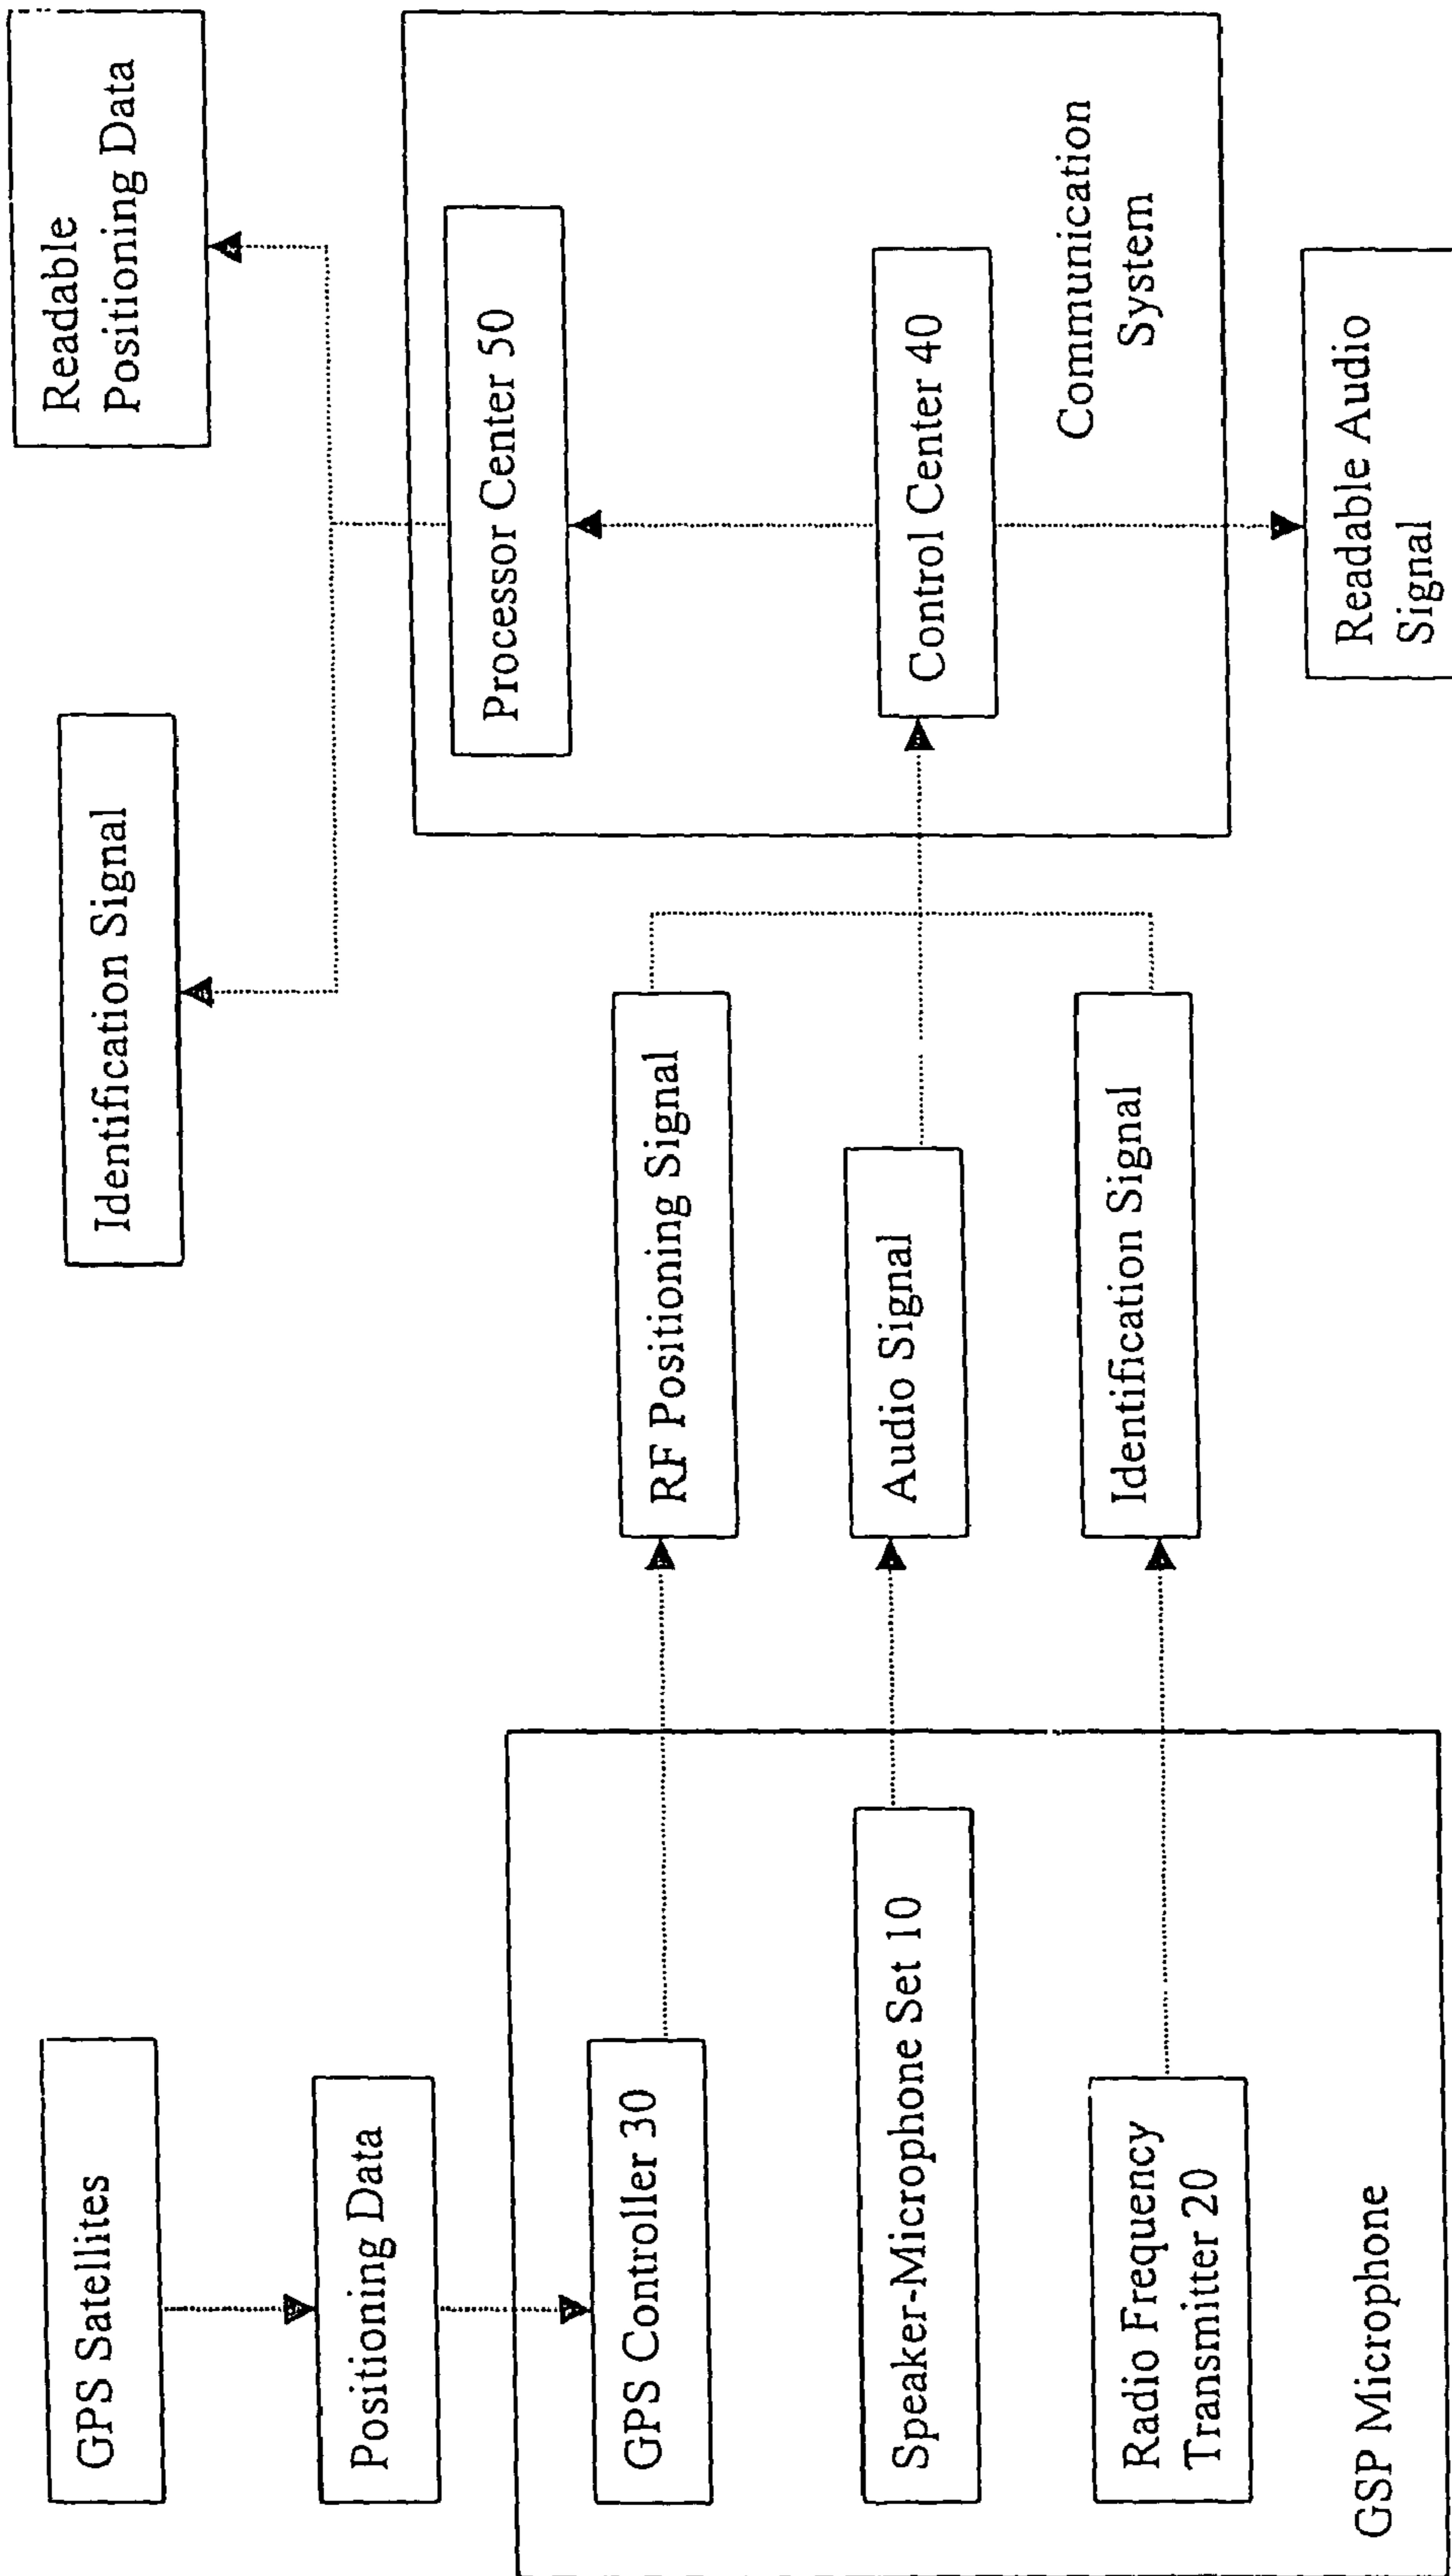 GPS Satellites
Positioning Data
GPS Controller 30
Speaker-Microphone Set 10
Radio Frequency
Transmitter 20
GSP Microphone
RF Positioning Signal
Audio Signal
Identification Signal
Identification Signal
Readable
Positioning Data
Processor Center 50
Control Center 40
Communication
System
Readable Audio
Signal